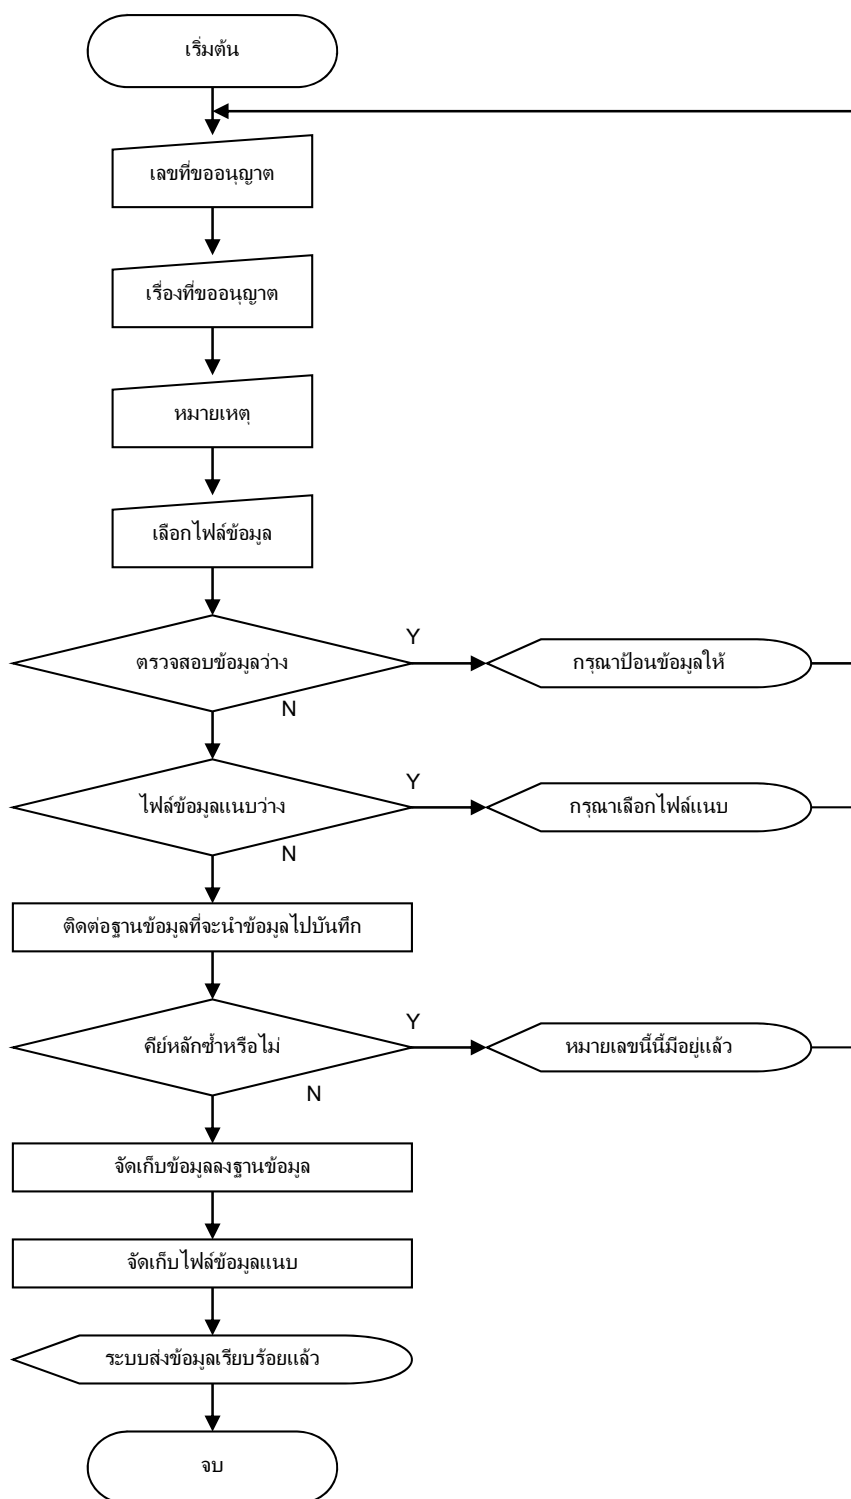 เริ่มต้น
เลขที่ขออนุญาต
เรื่องที่ขออนุญาต
หมายเหตุ
เลือกไฟล์ข้อมูล
ตรวจสอบข้อมูลว่าง
Y
กรุณาป้อนข้อมูลให้
N
ไฟล์ข้อมูลแนบว่าง
Y
กรุณาเลือกไฟล์แนบ
N
ติดต่อฐานข้อมูลที่จะนำข้อมูลไปบันทึก
คีย์หลักซ้ำหรือไม่
Y
หมายเลขนี้นี้มีอยู่แล้ว
N
จัดเก็บข้อมูลลงฐานข้อมูล
จัดเก็บไฟล์ข้อมูลแนบ
ระบบส่งข้อมูลเรียบร้อยแล้ว
จบ